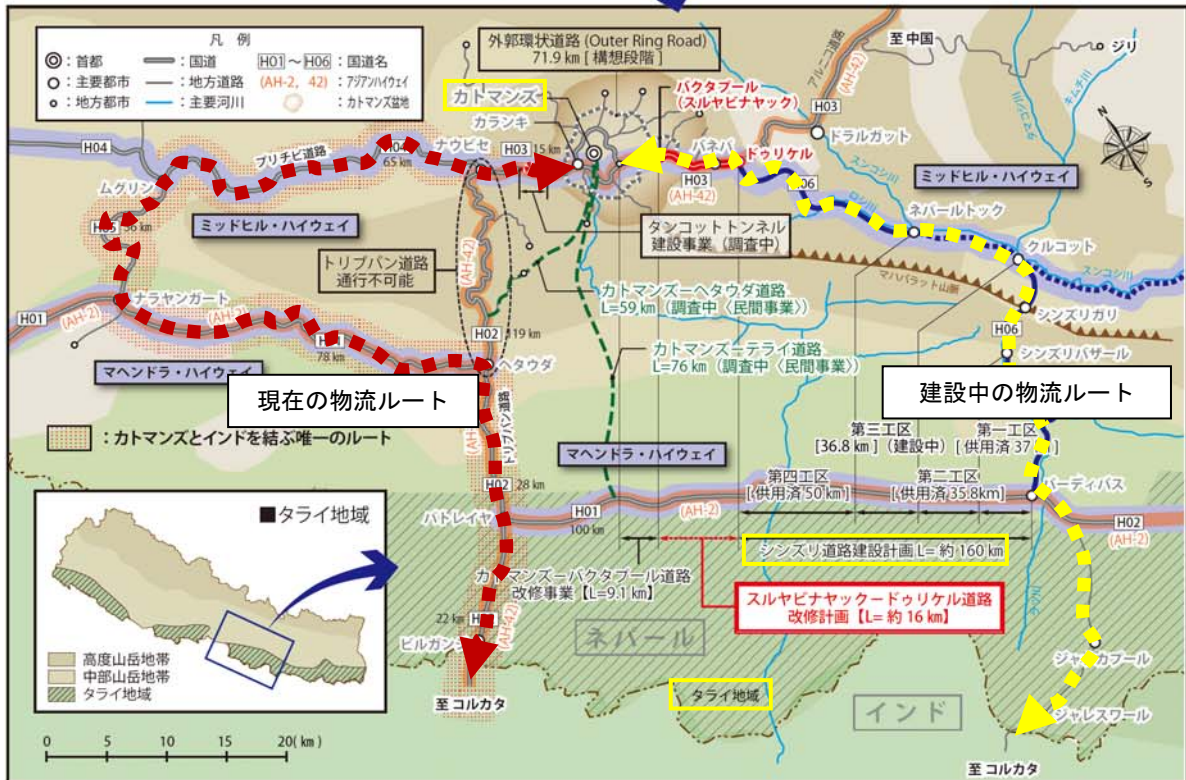 凡 例
◎：首都　：国道　H01～H06：国道名
○：主要都市　：地方道路　(AH-2, 42)：アジアンハイウェイ
o：地方都市　：主要河川　：カトマンズ盆地
外郭環状道路 (Outer Ring Road)
71.9 km [ 構想段階 ]
至 中国
ジリ
アルニコ道路
(AH-42)
キムチ川
カトマンズ
カランキ
バクタプール
(スルヤビナヤック)
H03
ドラルガット
N
S
H04
プリチビ道路
H04
65 km
ナウビセ
H03
15 km
バネパ
ドゥリケル
H03
(AH-42)
スンコシ川
ミッドヒル・ハイウェイ
ムグリン
ミッドヒル・ハイウェイ
タンコットトンネル
建設事業（調査中）
ネパールトック
クルコット
スンコシ川
トリブバン道路
通行不可能
(AH-42)
カトマンズーヘタウダ道路
L=59 km（調査中〈民間事業〉）
マハバラット山脈
シンズリガリ
H01
(AH-2)
ナラヤンガート
(AH-2)
78 km
H02
119 km
カトマンズーテライ道路
L=76 km（調査中〈民間事業〉）
H06
シンズリバザール
マヘンドラ・ハイウェイ
ヘタウダ
現在の物流ルート
建設中の物流ルート
：カトマンズとインドを結ぶ唯一のルート
トリブバン道路
マヘンドラ・ハイウェイ
第三工区
[36.8 km]（建設中）
第一工区
[ 供用済 37
第四工区
[ 供用済 50 km ]
第二工区
[ 供用済 35.8km ]
バーディバス
H02
28 km
パトレイヤ
H01
100 km
(AH-2)
H02
(AH-2)
■タライ地域
シンズリ道路建設計画 L= 約 160 km
カトマンズーバクタプール道路
改修事業【L=9.1 km】
スルヤビナヤックードゥリケル道路
改修計画【L= 約 16 km】
22 km
(AH-42)
ネパール
高度山岳地帯
中部山岳地帯
タライ地域
至 コルカタ
タライ地域
インド
ジャレスワール
0 5 10 15 20( km )
至 コルカタ